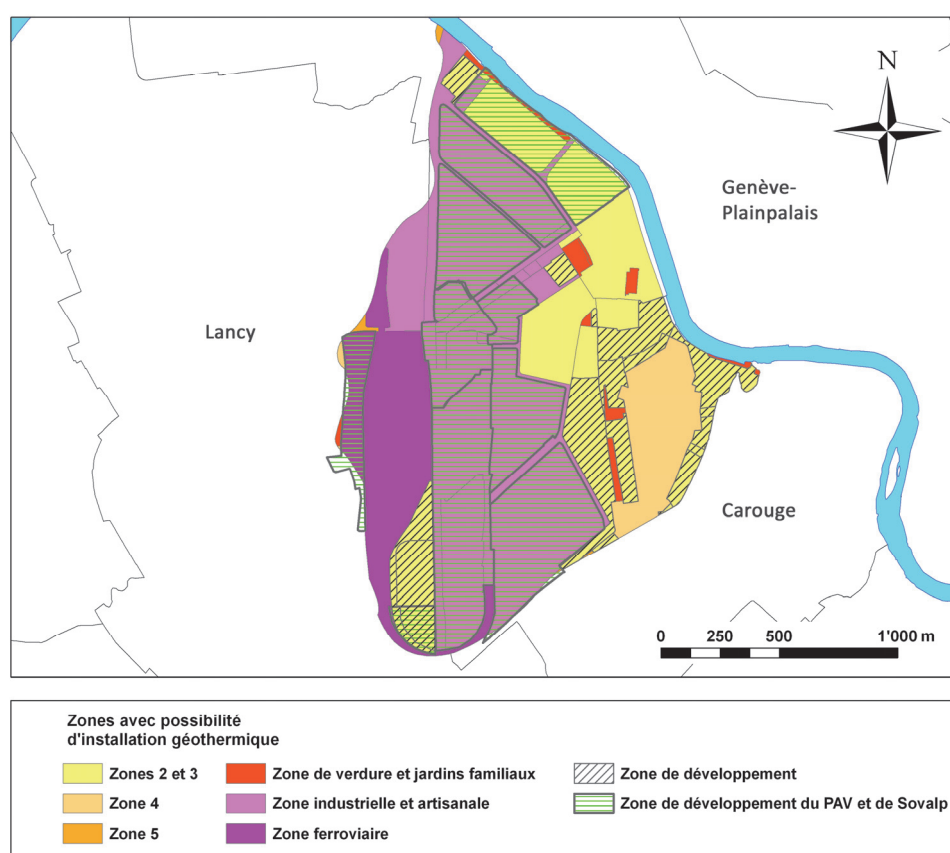 N
Genève-
Plainpalais
Lancy
Carouge
0 250 500 1'000 m
Zones avec possibilité
d'installation géothermique
Zones 2 et 3
Zone 4
Zone 5
Zone de verdure et jardins familiaux
Zone industrielle et artisanale
Zone ferroviaire
Zone de développement
Zone de développement du PAV et de Sovalp